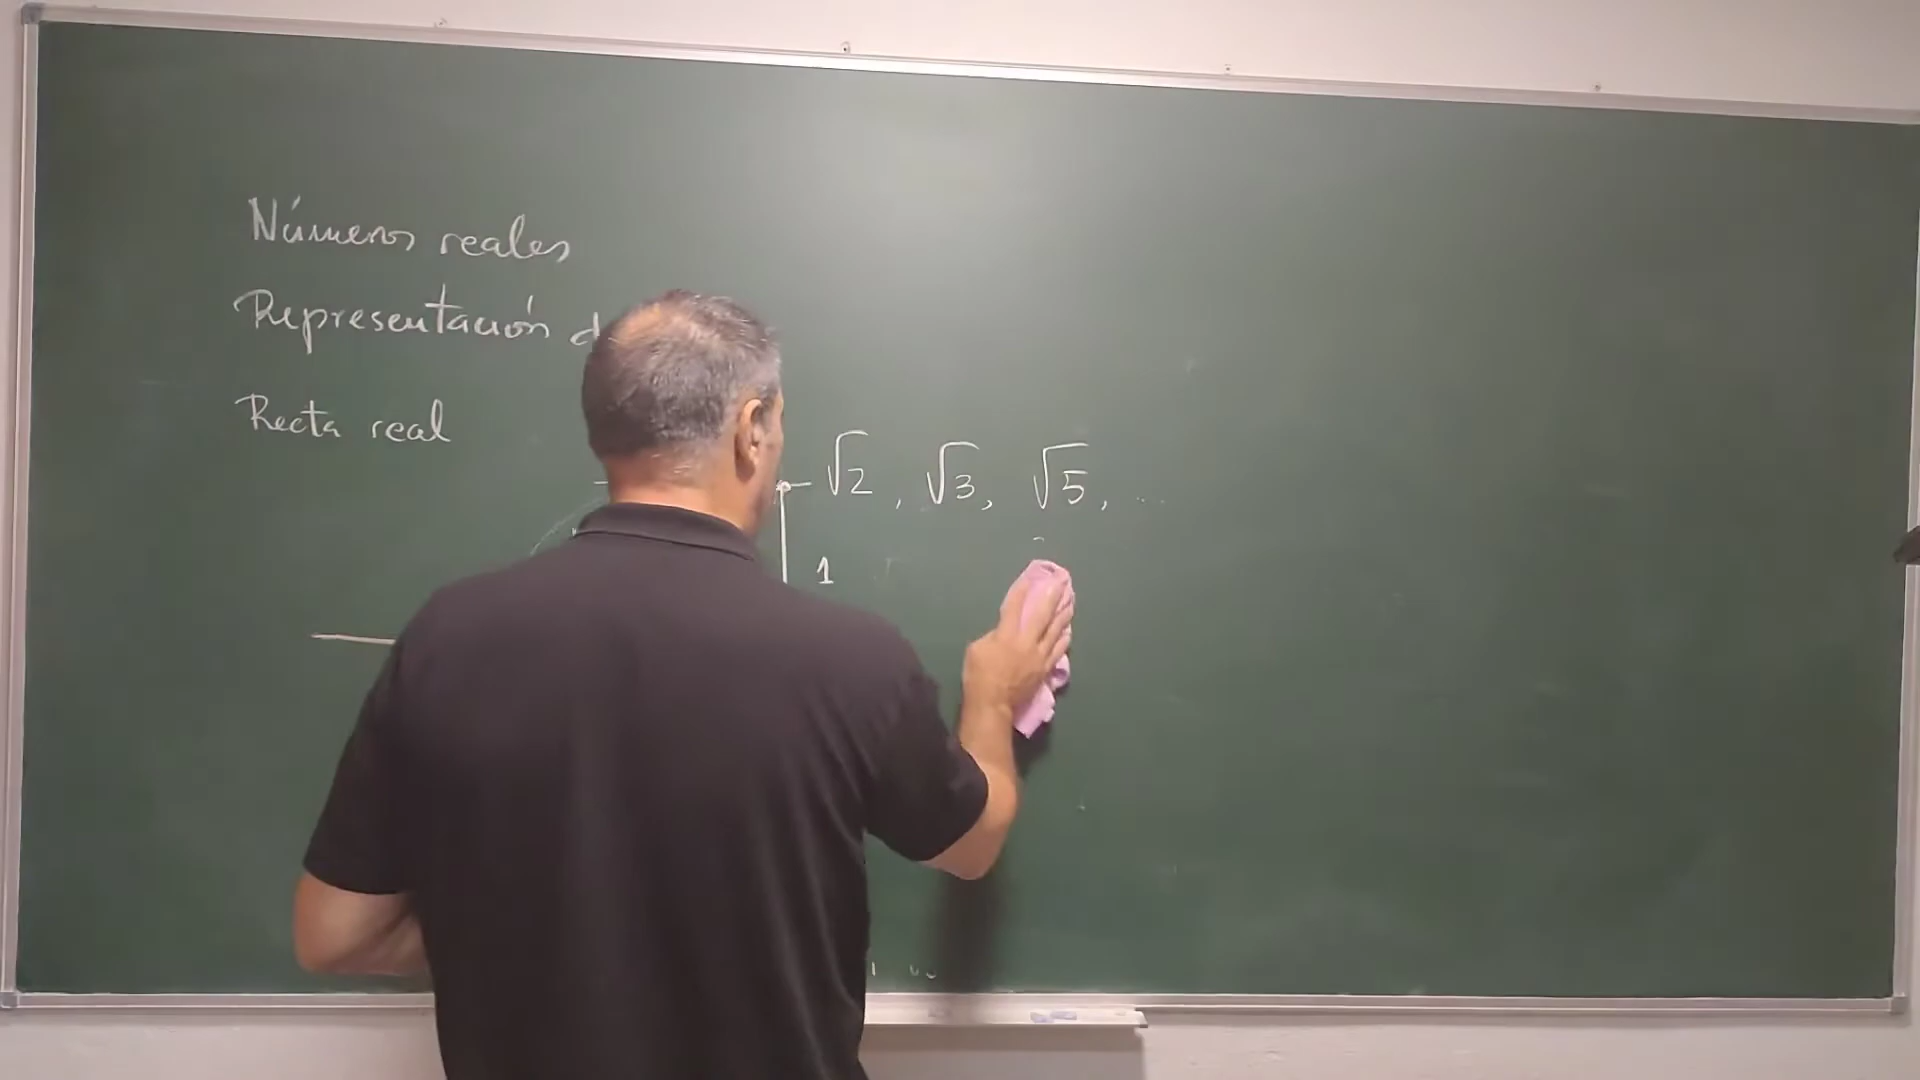 Números reales
Representación d
Recta real
√2, √3, √5, ...
1